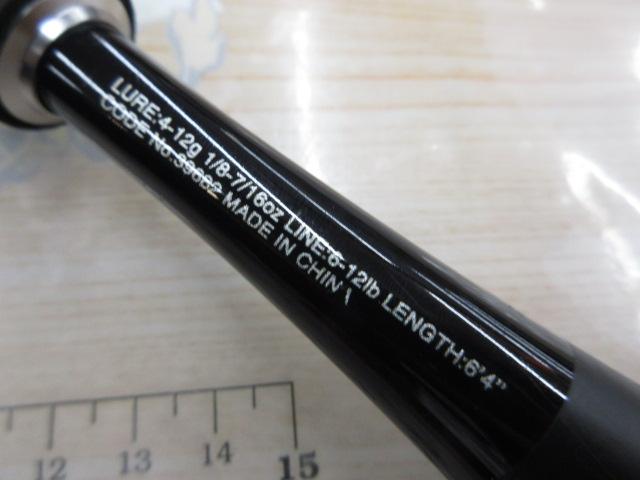 LURE:4-12g 1/8-7/16oz LINE:6-12lb LENGTH:6'4"
CODE No. MADE IN CHIN
12 13 14 15